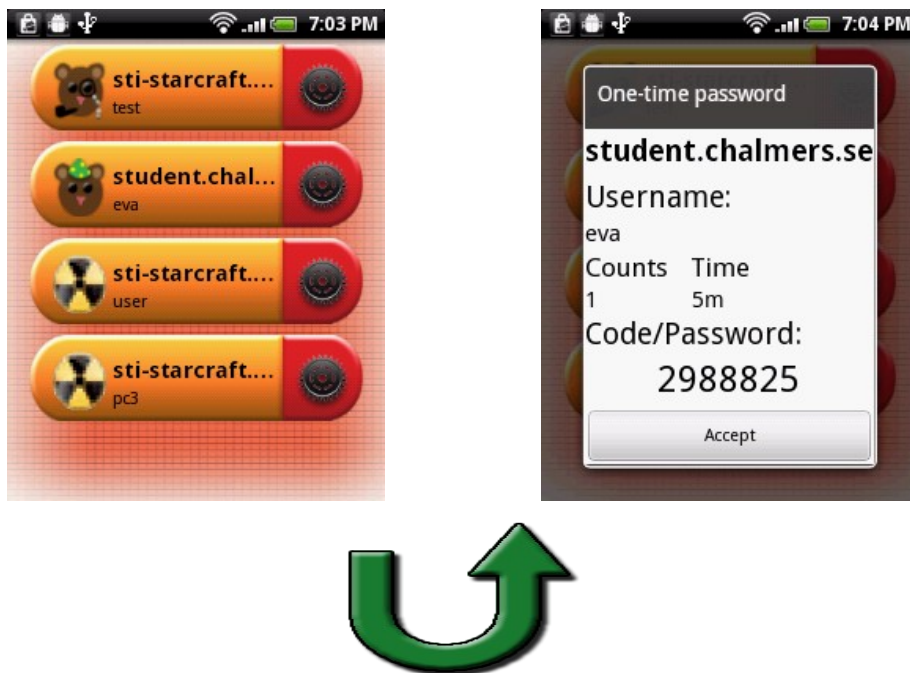 7:03 PM
sti-starcraft....
test
student.chal...
eva
sti-starcraft....
user
sti-starcraft....
pc3
7:04 PM
One-time password
student.chalmers.se
Username:
eva
Counts Time
1 5m
Code/Password:
2988825
Accept